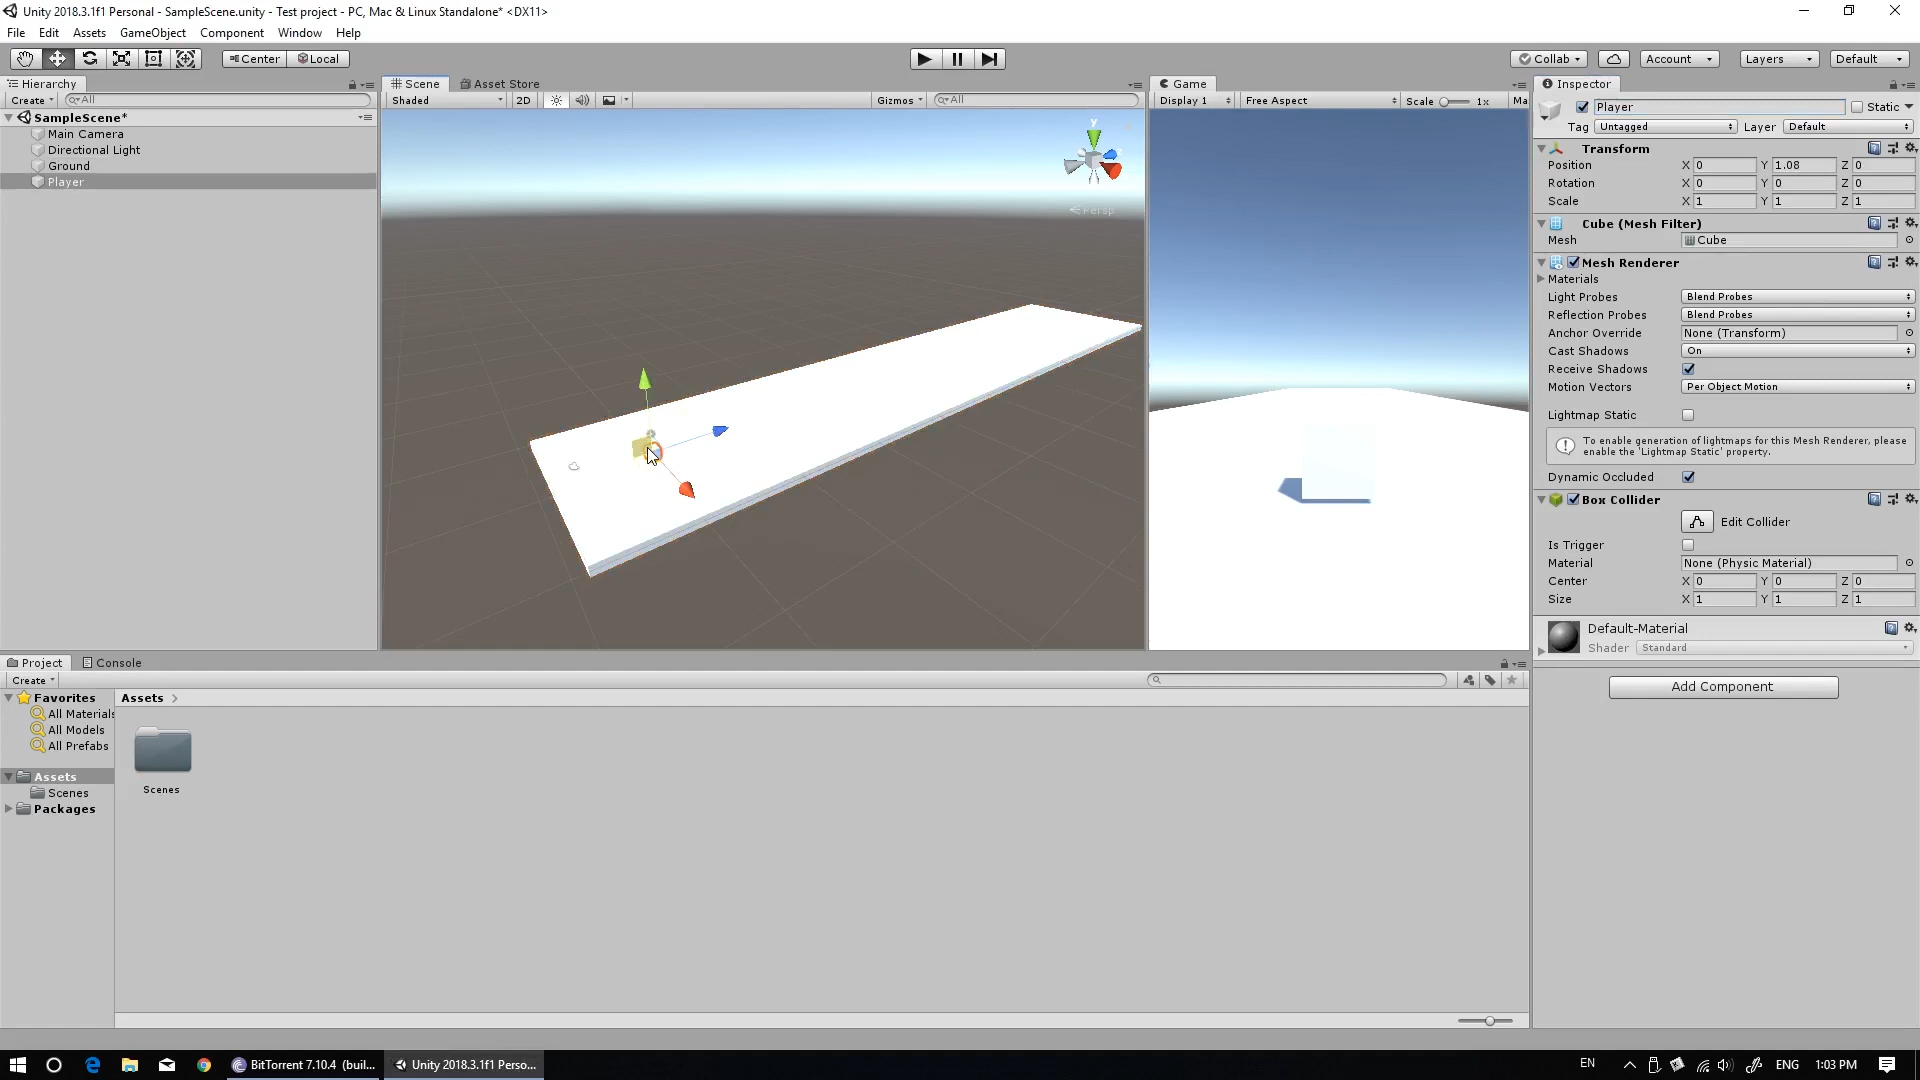 Unity 2018.3.1f1 Personal - SampleScene.unity - Test project - PC, Mac & Linux Standalone* <DX11>
File Edit Assets GameObject Component Window Help
Center Local Collab Account Layers Default
Hierarchy
Create All
SampleScene*
Main Camera
Directional Light
Ground
Player
Scene Asset Store
Shaded 2D Gizmos All
y
Persp
Game
Display 1 Free Aspect Scale 1x Ma
Inspector
Player Static
Tag Untagged Layer Default
Transform
Position X 0 Y 1.08 Z 0
Rotation X 0 Y 0 Z 0
Scale X 1 Y 1 Z 1
Cube (Mesh Filter)
Mesh Cube
Mesh Renderer
Materials
Light Probes Blend Probes
Reflection Probes Blend Probes
Anchor Override None (Transform)
Cast Shadows On
Receive Shadows
Motion Vectors Per Object Motion
Lightmap Static
To enable generation of lightmaps for this Mesh Renderer, please
enable the 'Lightmap Static' property.
Dynamic Occluded
Box Collider
Edit Collider
Is Trigger
Material None (Physic Material)
Center X 0 Y 0 Z 0
Size X 1 Y 1 Z 1
Default-Material
Shader Standard
Add Component
Project Console
Create
Favorites
All Materials
All Models
All Prefabs
Assets
Scenes
Packages
Assets
Scenes
BitTorrent 7.10.4 (buil...
Unity 2018.3.1f1 Perso...
EN
ENG
1:03 PM